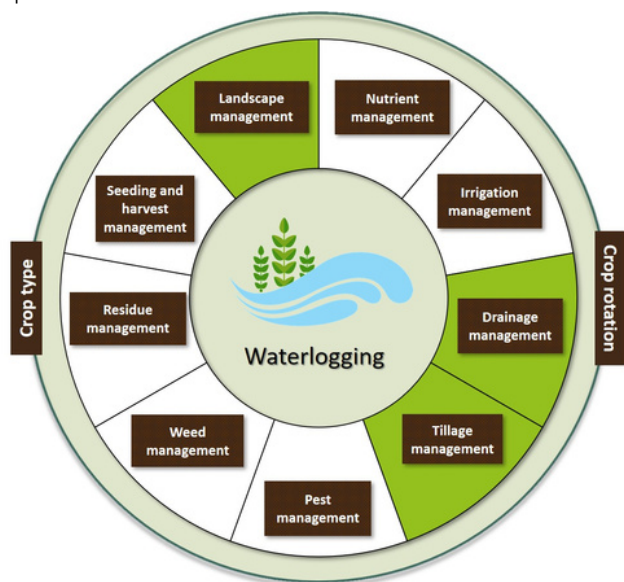 Landscape
management
Nutrient
management
Seeding and
harvest
management
Irrigation
management
Crop type
Crop rotation
Residue
management
Drainage
management
Waterlogging
Weed
management
Tillage
management
Pest
management